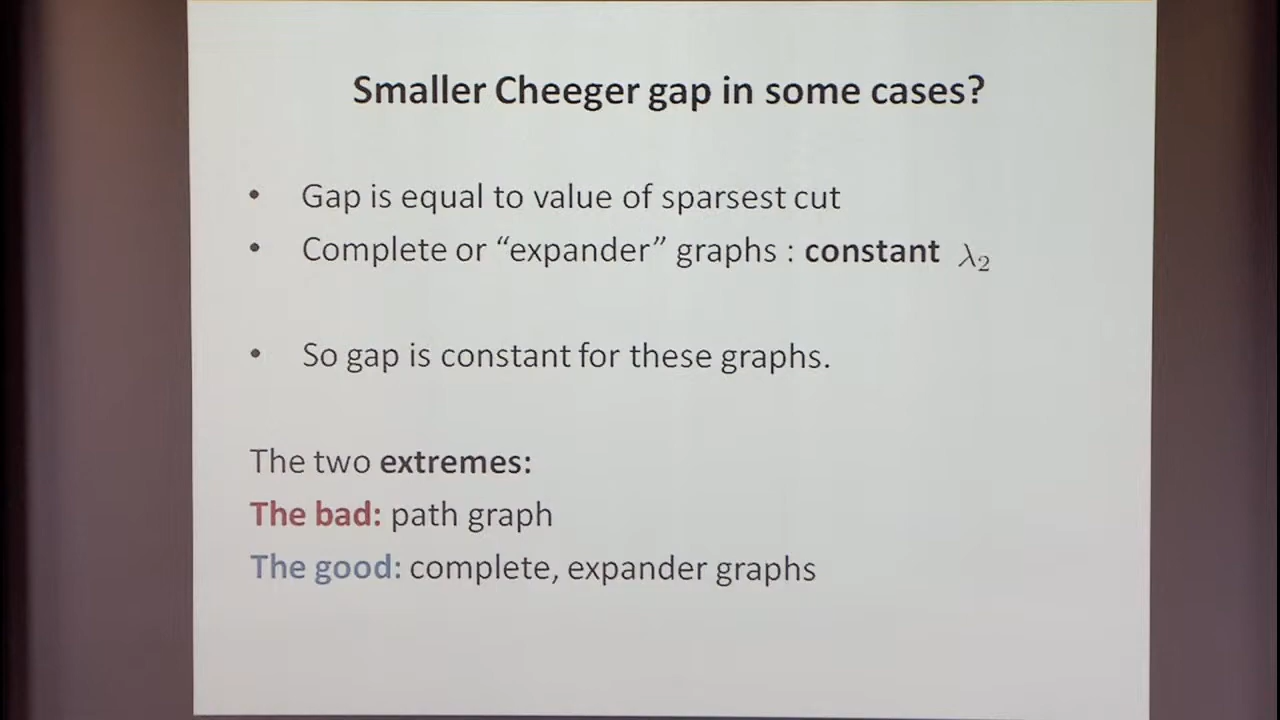 Smaller Cheeger gap in some cases?
• Gap is equal to value of sparsest cut
• Complete or “expander” graphs : constant λ₂
• So gap is constant for these graphs.
The two extremes:
The bad: path graph
The good: complete, expander graphs